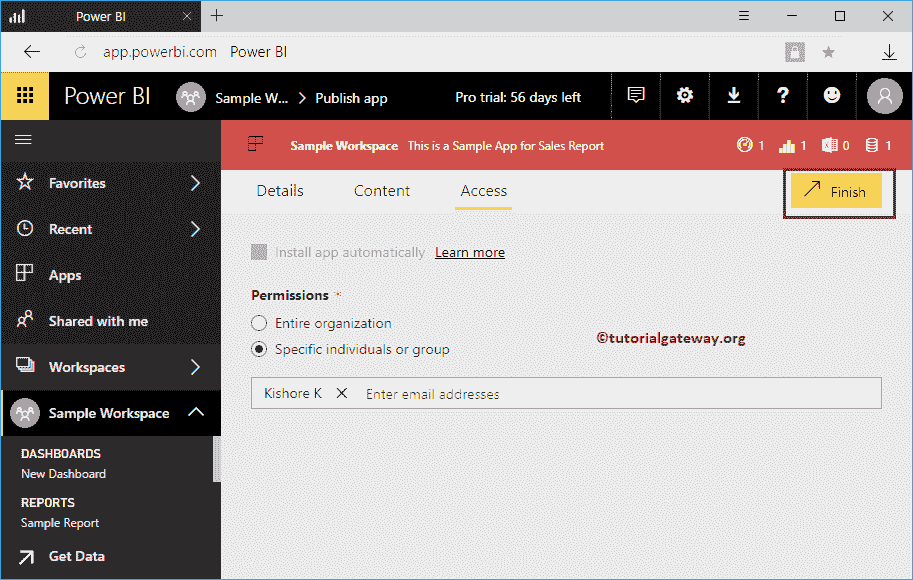 Power BI
app.powerbi.com Power BI
Power BI Sample W... Publish app Pro trial: 56 days left
Sample Workspace This is a Sample App for Sales Report 1 1 0 1
Details Content Access Finish
Favorites
Recent
Apps
Shared with me
Workspaces
Sample Workspace
DASHBOARDS
New Dashboard
REPORTS
Sample Report
Get Data
Install app automatically Learn more
Permissions *
Entire organization
Specific individuals or group
©tutorialgateway.org
Kishore K Enter email addresses